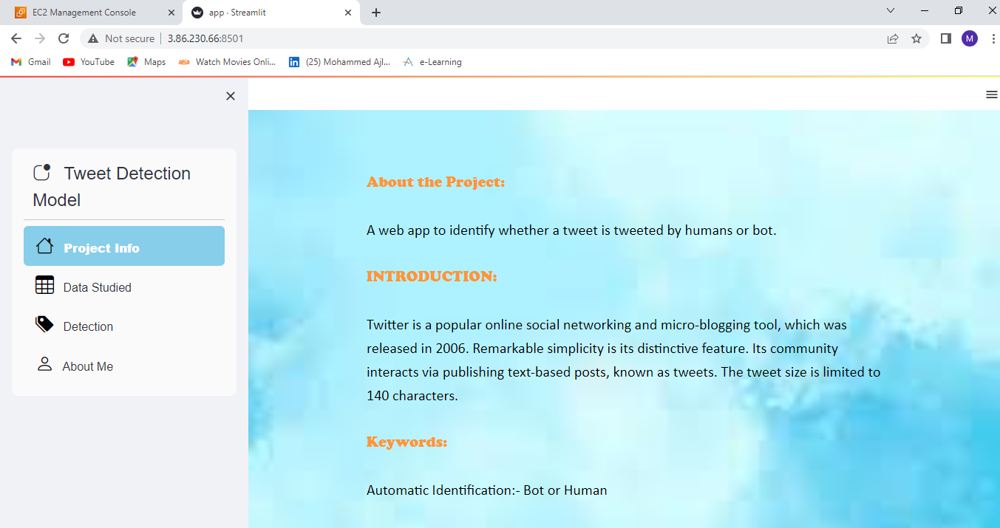 EC2 Management Console
app · Streamlit
Not secure
3.86.230.66:8501
M
Gmail
YouTube
Maps
Watch Movies Onli...
(25) Mohammed Ajl...
e-Learning
Tweet Detection
Model
Project Info
Data Studied
Detection
About Me
About the Project:
A web app to identify whether a tweet is tweeted by humans or bot.
INTRODUCTION:
Twitter is a popular online social networking and micro-blogging tool, which was
released in 2006. Remarkable simplicity is its distinctive feature. Its community
interacts via publishing text-based posts, known as tweets. The tweet size is limited to
140 characters.
Keywords:
Automatic Identification:- Bot or Human